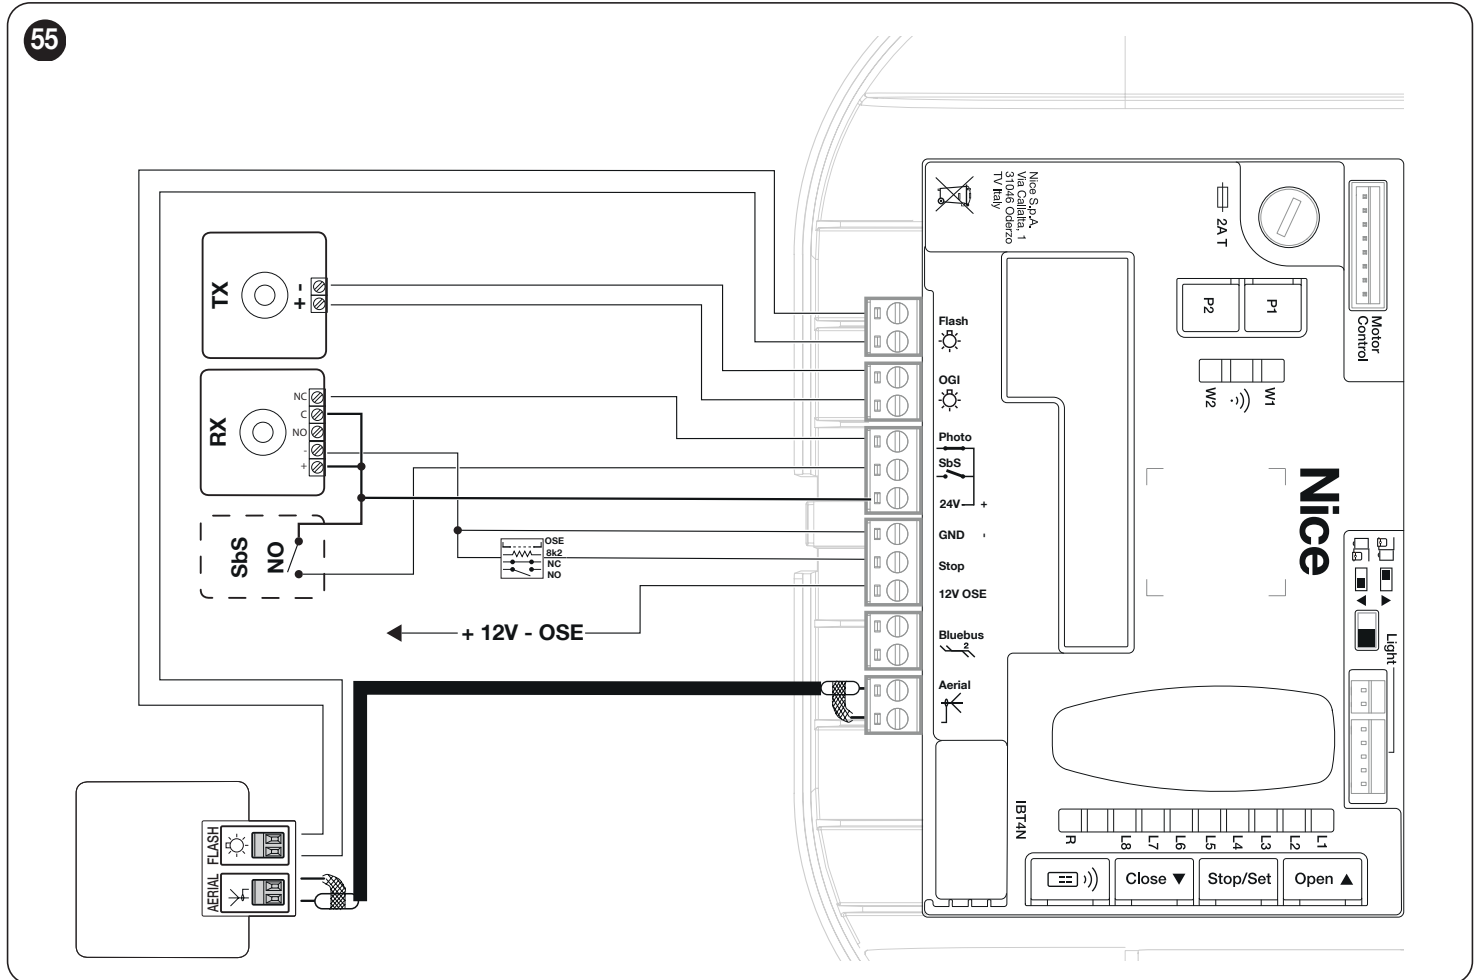 55
TX
- +
RX
NC
C
NO
-
+
SbS
NO
OSE
8k2
NC
NO
+ 12V - OSE
FLASH
AERIAL
Nice S.p.A.
Via Callalta, 1
31046 Oderzo
TV Italy
2A T
P2
P1
Motor
Control
W2
W1
Flash
OGI
Photo
SbS
24V +
GND -
Stop
12V OSE
Bluebus
2
Aerial
Nice
Light
IBT4N
R
L8
L7
L6
L5
L4
L3
L2
L1
Close ▼
Stop/Set
Open ▲